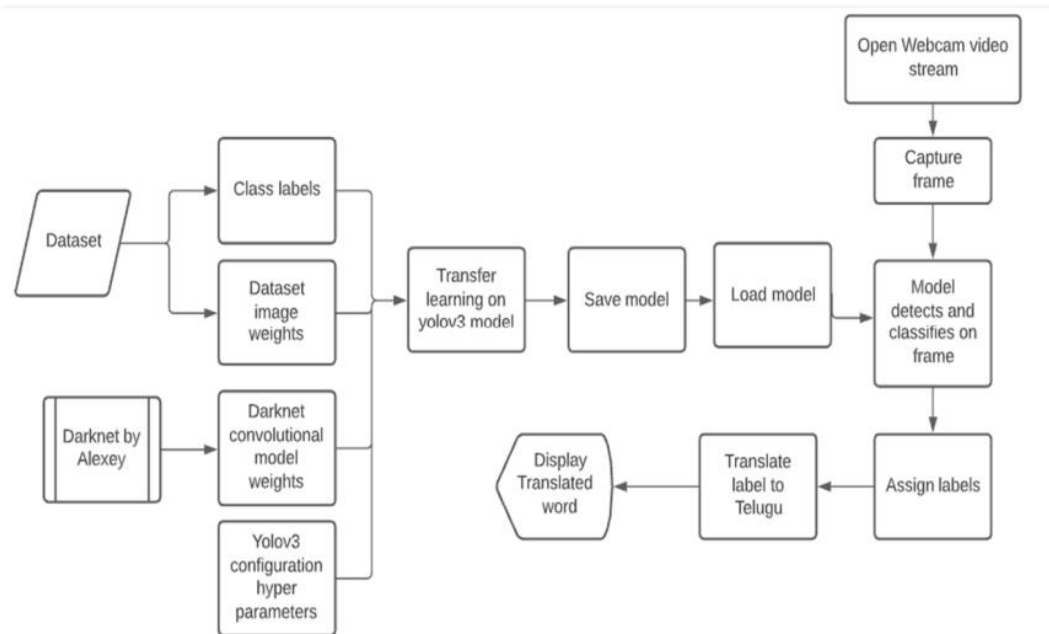 Open Webcam video
stream
Capture
frame
Class labels
Dataset
Dataset
image
weights
Transfer
learning on
yolov3 model
Save model
Load model
Model
detects and
classifies on
frame
Darknet by
Alexey
Darknet
convolutional
model
weights
Display
Translated
word
Translate
label to
Telugu
Assign labels
Yolov3
configuration
hyper
parameters